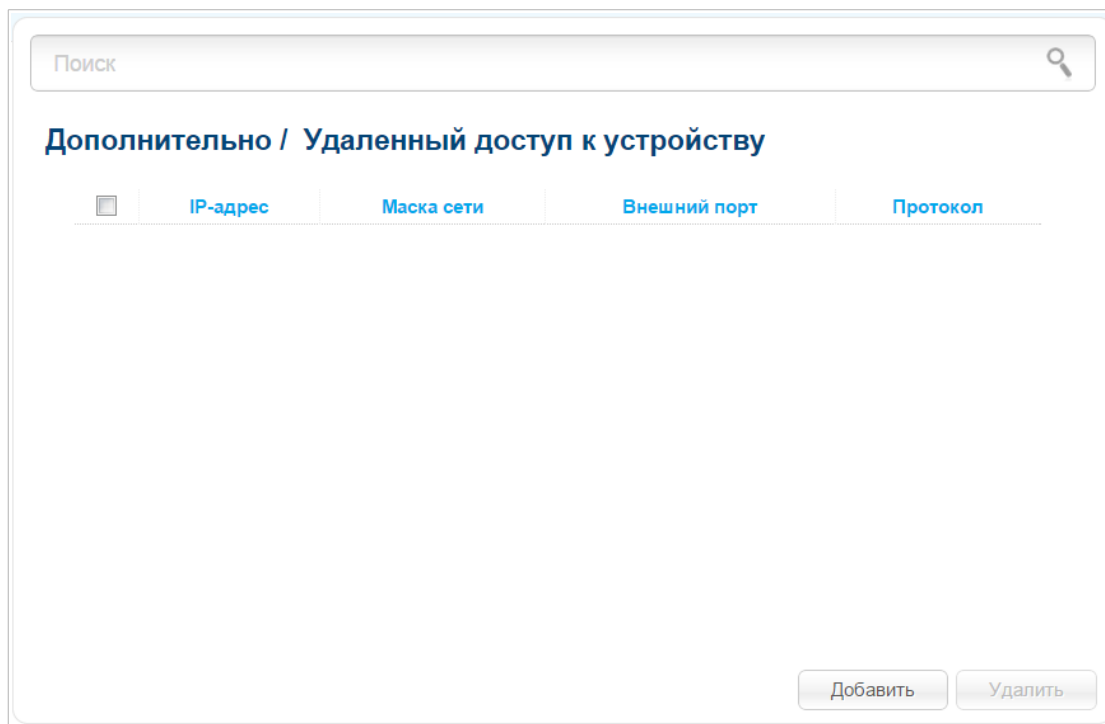 Поиск
Дополнительно / Удаленный доступ к устройству
IP-адрес Маска сети Внешний порт Протокол
Добавить Удалить